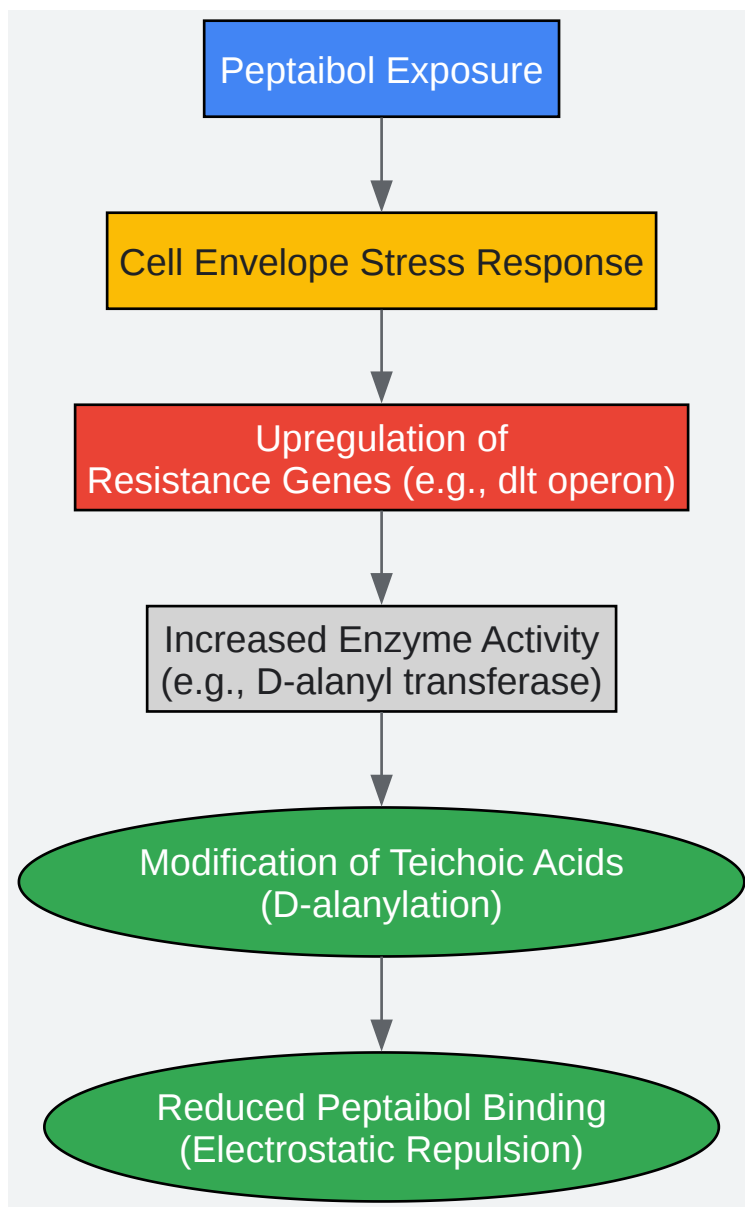 Peptaibol Exposure
Cell Envelope Stress Response
Upregulation of
Resistance Genes (e.g., dlt operon)
Increased Enzyme Activity
(e.g., D-alanyl transferase)
Modification of Teichoic Acids
(D-alanylation)
Reduced Peptaibol Binding
(Electrostatic Repulsion)